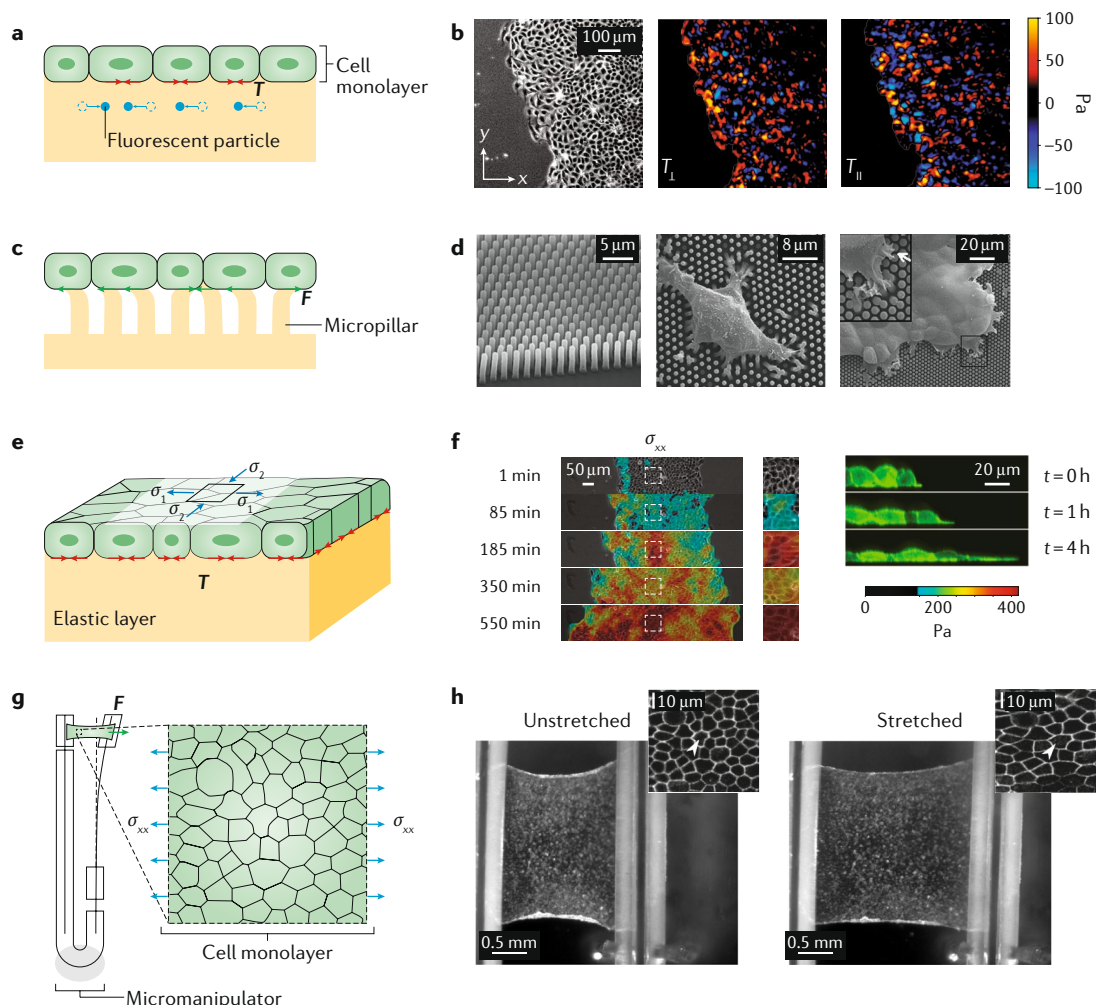 a
Cell
monolayer
T
Fluorescent particle
b
100 µm
y
x
T⊥
T||
100
50
0
−50
−100
Pa
c
F
Micropillar
d
5 µm
8 µm
20 µm
e
σ2
σ1
σ1
σ2
T
Elastic layer
f
σxx
50 µm
1 min
85 min
185 min
350 min
550 min
20 µm
t = 0 h
t = 1 h
t = 4 h
0
200
400
Pa
g
F
σxx
σxx
Cell monolayer
Micromanipulator
h
Unstretched
10 µm
0.5 mm
Stretched
10 µm
0.5 mm